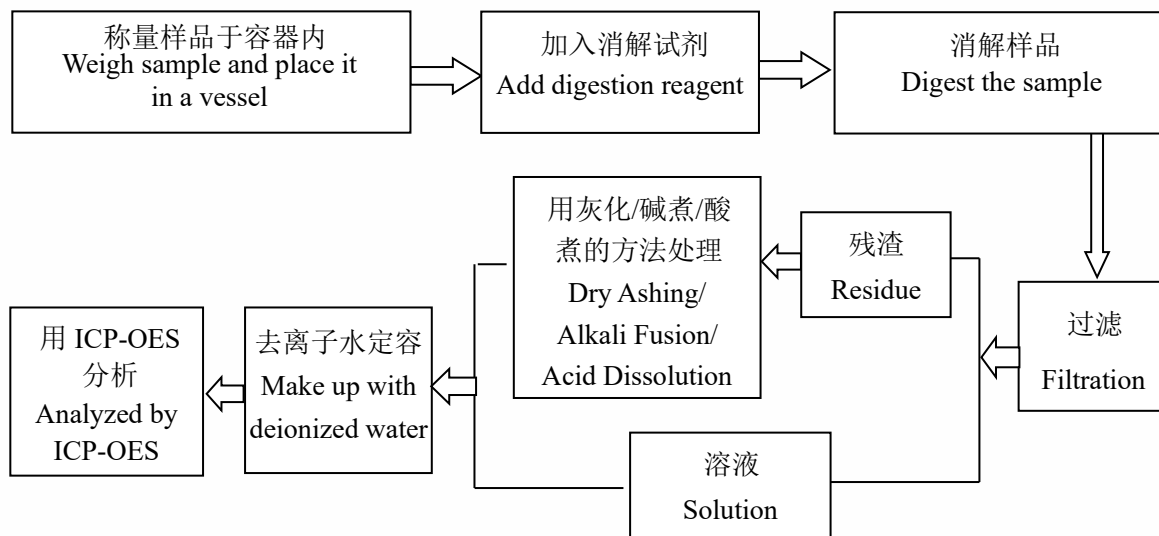 称量样品于容器内
Weigh sample and place it
in a vessel
加入消解试剂
Add digestion reagent
消解样品
Digest the sample
过滤
Filtration
残渣
Residue
用灰化/碱煮/酸
煮的方法处理
Dry Ashing/
Alkali Fusion/
Acid Dissolution
溶液
Solution
去离子水定容
Make up with
deionized water
用 ICP-OES
分析
Analyzed by
ICP-OES